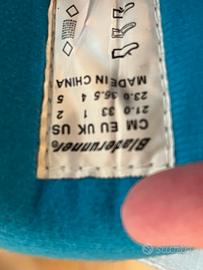 Bladerunner
CM EU UK US
21-0 33 1 2
23-0 36.5 4 5
MADE IN CHINA